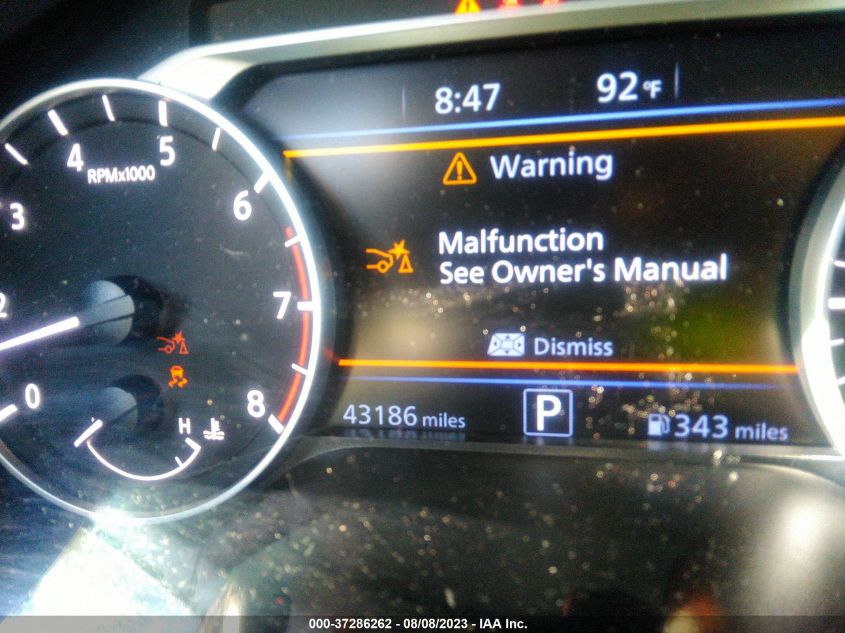 8:47 92°F
Warning
Malfunction
See Owner's Manual
Dismiss
43186 miles P 343 miles
4 5
RPMx1000
3 6
2 7
0 8
H
000-37286262 - 08/08/2023 - IAA Inc.